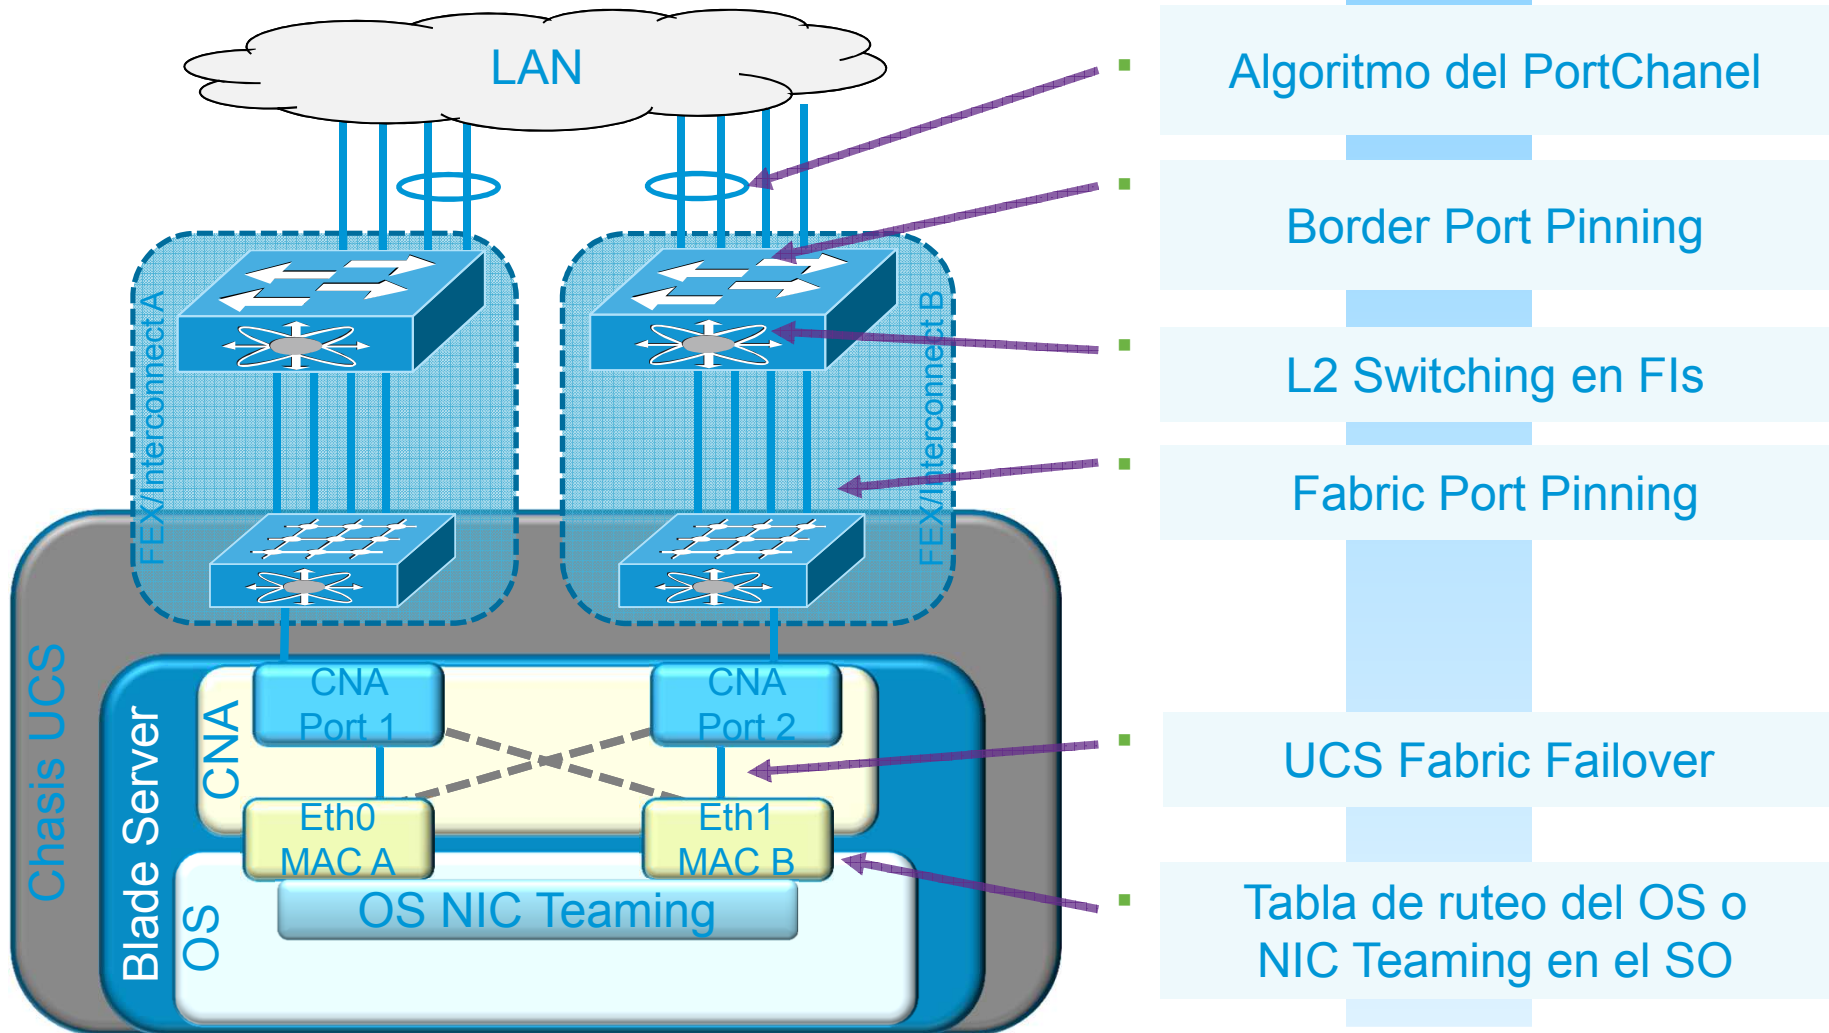 LAN
FEX/Interconnect A
FEX/Interconnect B
Chasis UCS
Blade Server
CNA
CNA
Port 1
CNA
Port 2
Eth0
MAC A
Eth1
MAC B
OS
OS NIC Teaming
Algoritmo del PortChanel
Border Port Pinning
L2 Switching en FIs
Fabric Port Pinning
UCS Fabric Failover
Tabla de ruteo del OS o
NIC Teaming en el SO